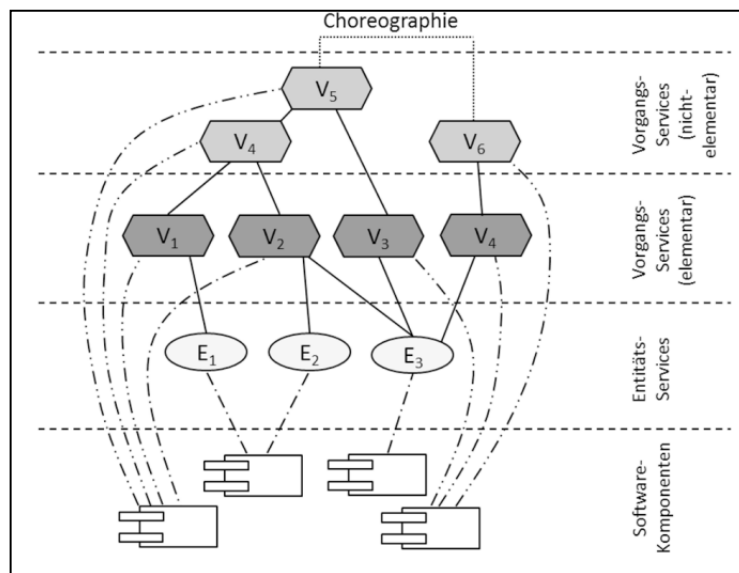 Choreographie
V5
V4
V6
Vorgangs-
Services
(nicht-
elementar)
V1
V2
V3
V4
Vorgangs-
Services
(elementar)
E1
E2
E3
Entitäts-
Services
Software-
Komponenten